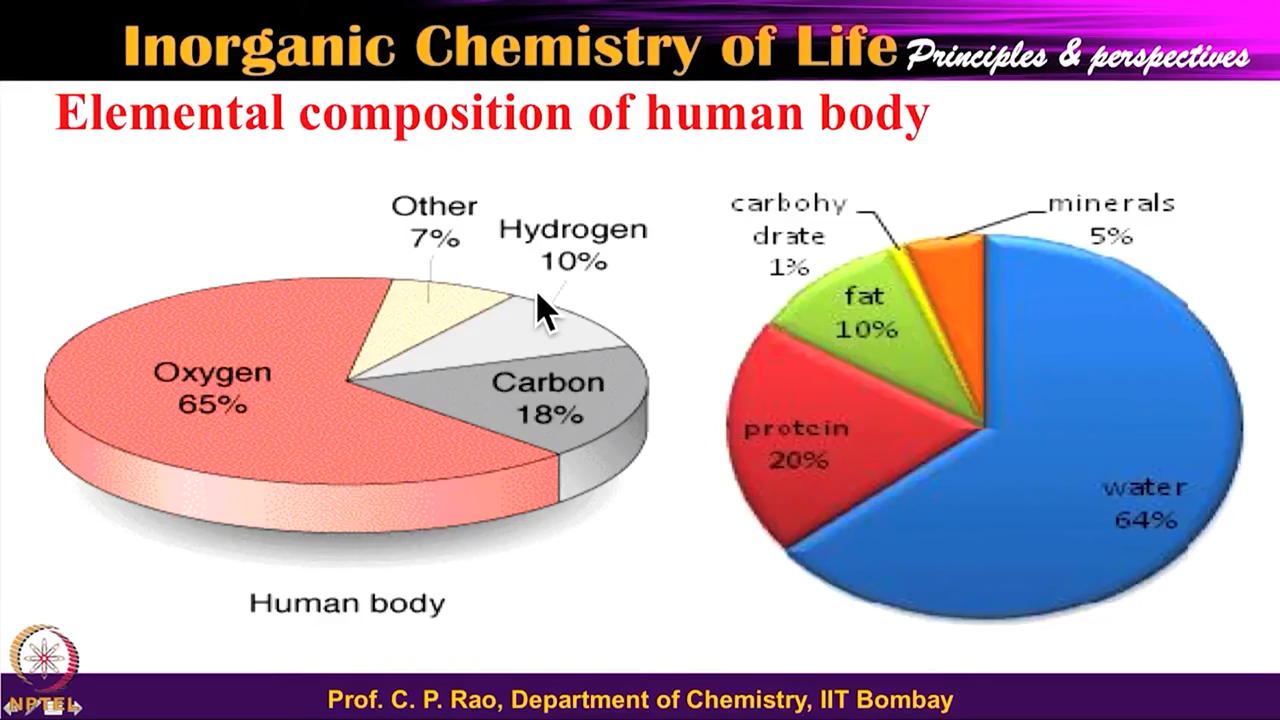 Inorganic Chemistry of Life Principles & perspectives
Elemental composition of human body
Other
7%
Hydrogen
10%
Oxygen
65%
Carbon
18%
Human body
carbohy
drate
1%
minerals
5%
fat
10%
protein
20%
water
64%
NPTEL
Prof. C. P. Rao, Department of Chemistry, IIT Bombay